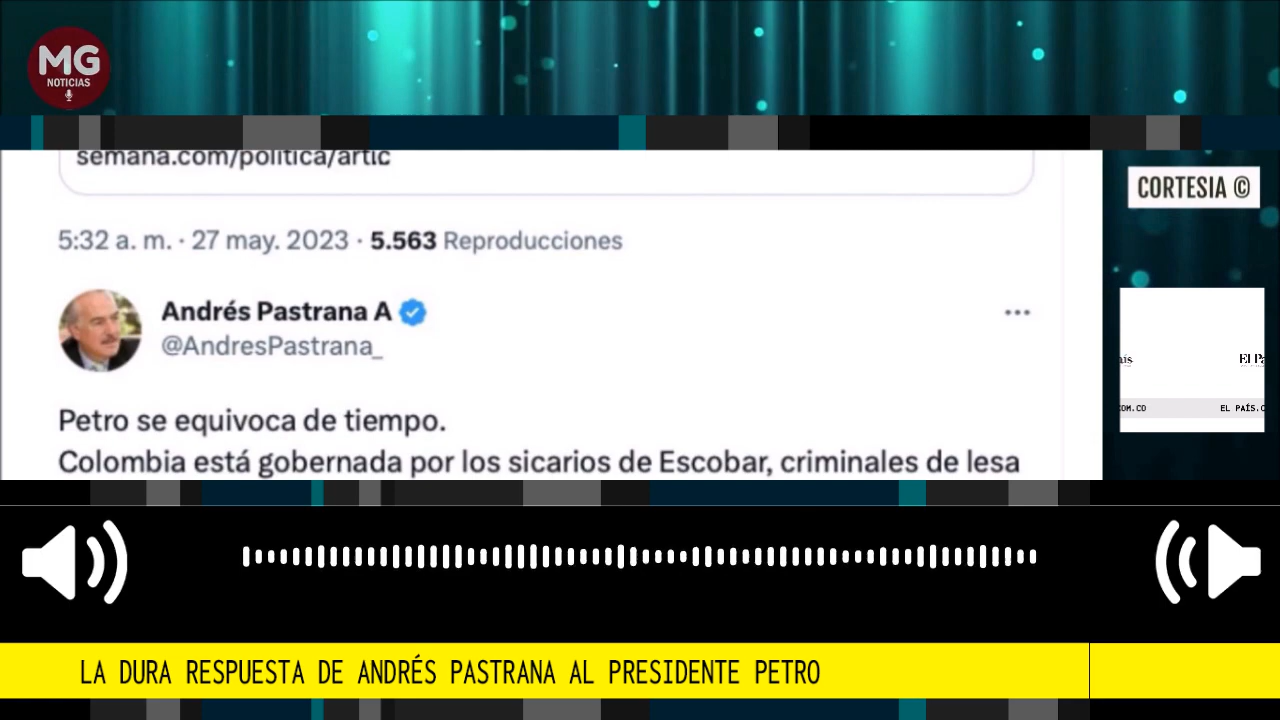 MG
NOTICIAS
semana.com/politica/artic
CORTESIA ©
5:32 a. m. · 27 may. 2023 · 5.563 Reproducciones
Andrés Pastrana A
@AndresPastrana_
Petro se equivoca de tiempo.
Colombia está gobernada por los sicarios de Escobar, criminales de lesa
LA DURA RESPUESTA DE ANDRÉS PASTRANA AL PRESIDENTE PETRO